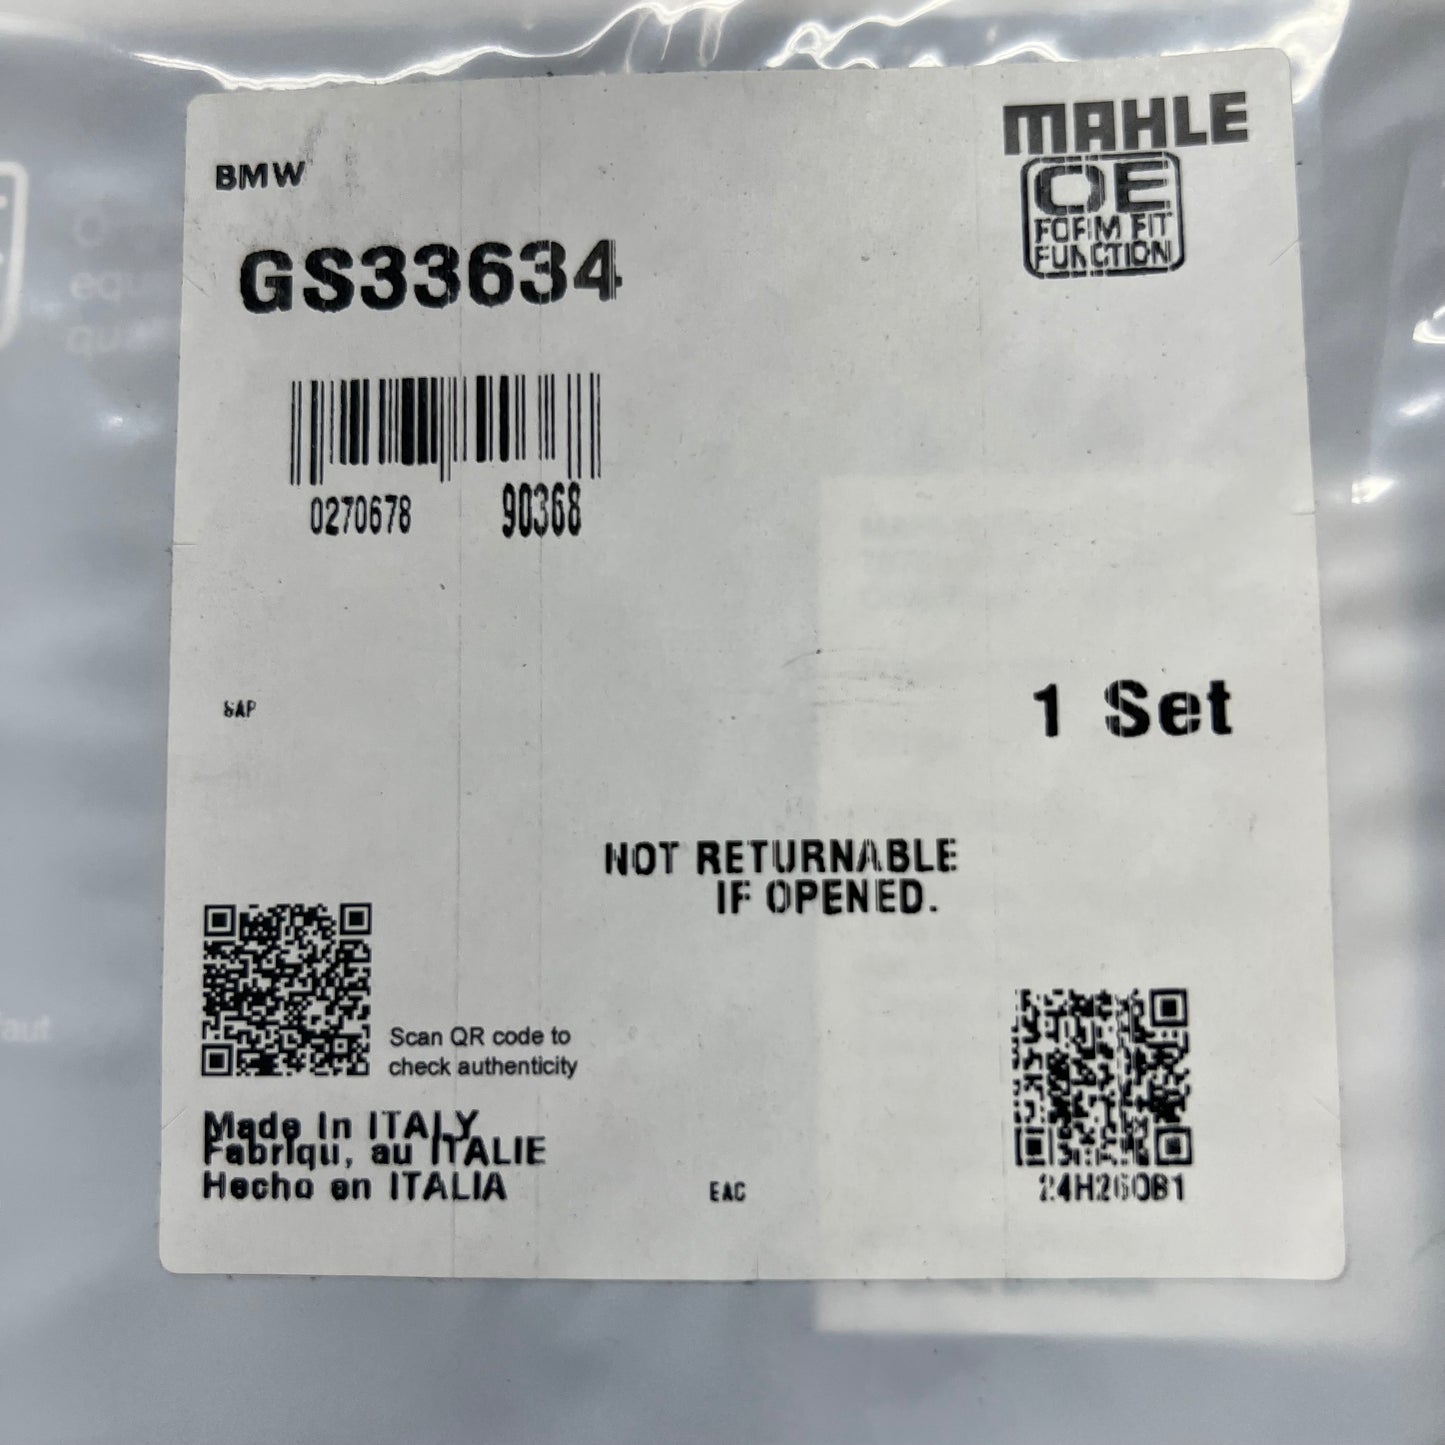 MAHLE
OE
FORM FIT
FUNCTION
BMW
GS33634
0270678 90368
SAP
1 Set
NOT RETURNABLE
IF OPENED.
Scan QR code to
check authenticity
Made In ITALY
Fabriqu, au ITALIE
Hecho en ITALIA
EAC
24H260B1
aut